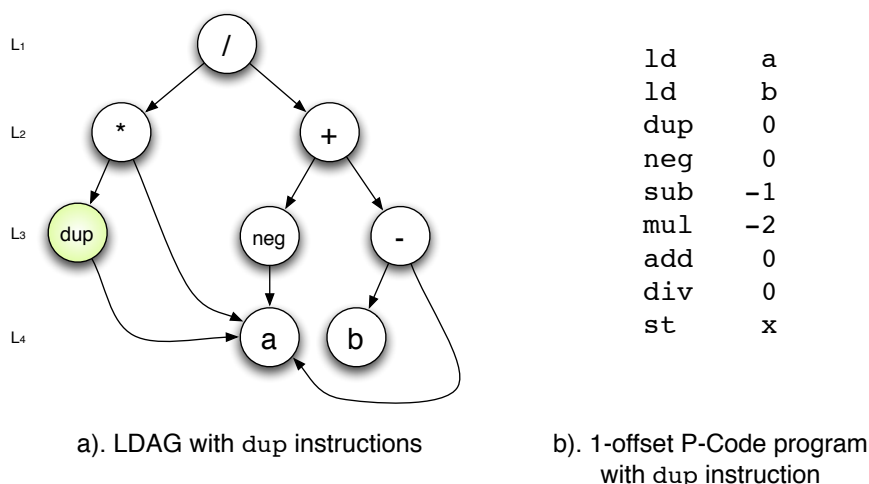 L1
/
L2
*
+
L3
dup
neg
-
L4
a
b
ld a
ld b
dup 0
neg 0
sub -1
mul -2
add 0
div 0
st x
a). LDAG with dup instructions
b). 1-offset P-Code program
with dup instruction